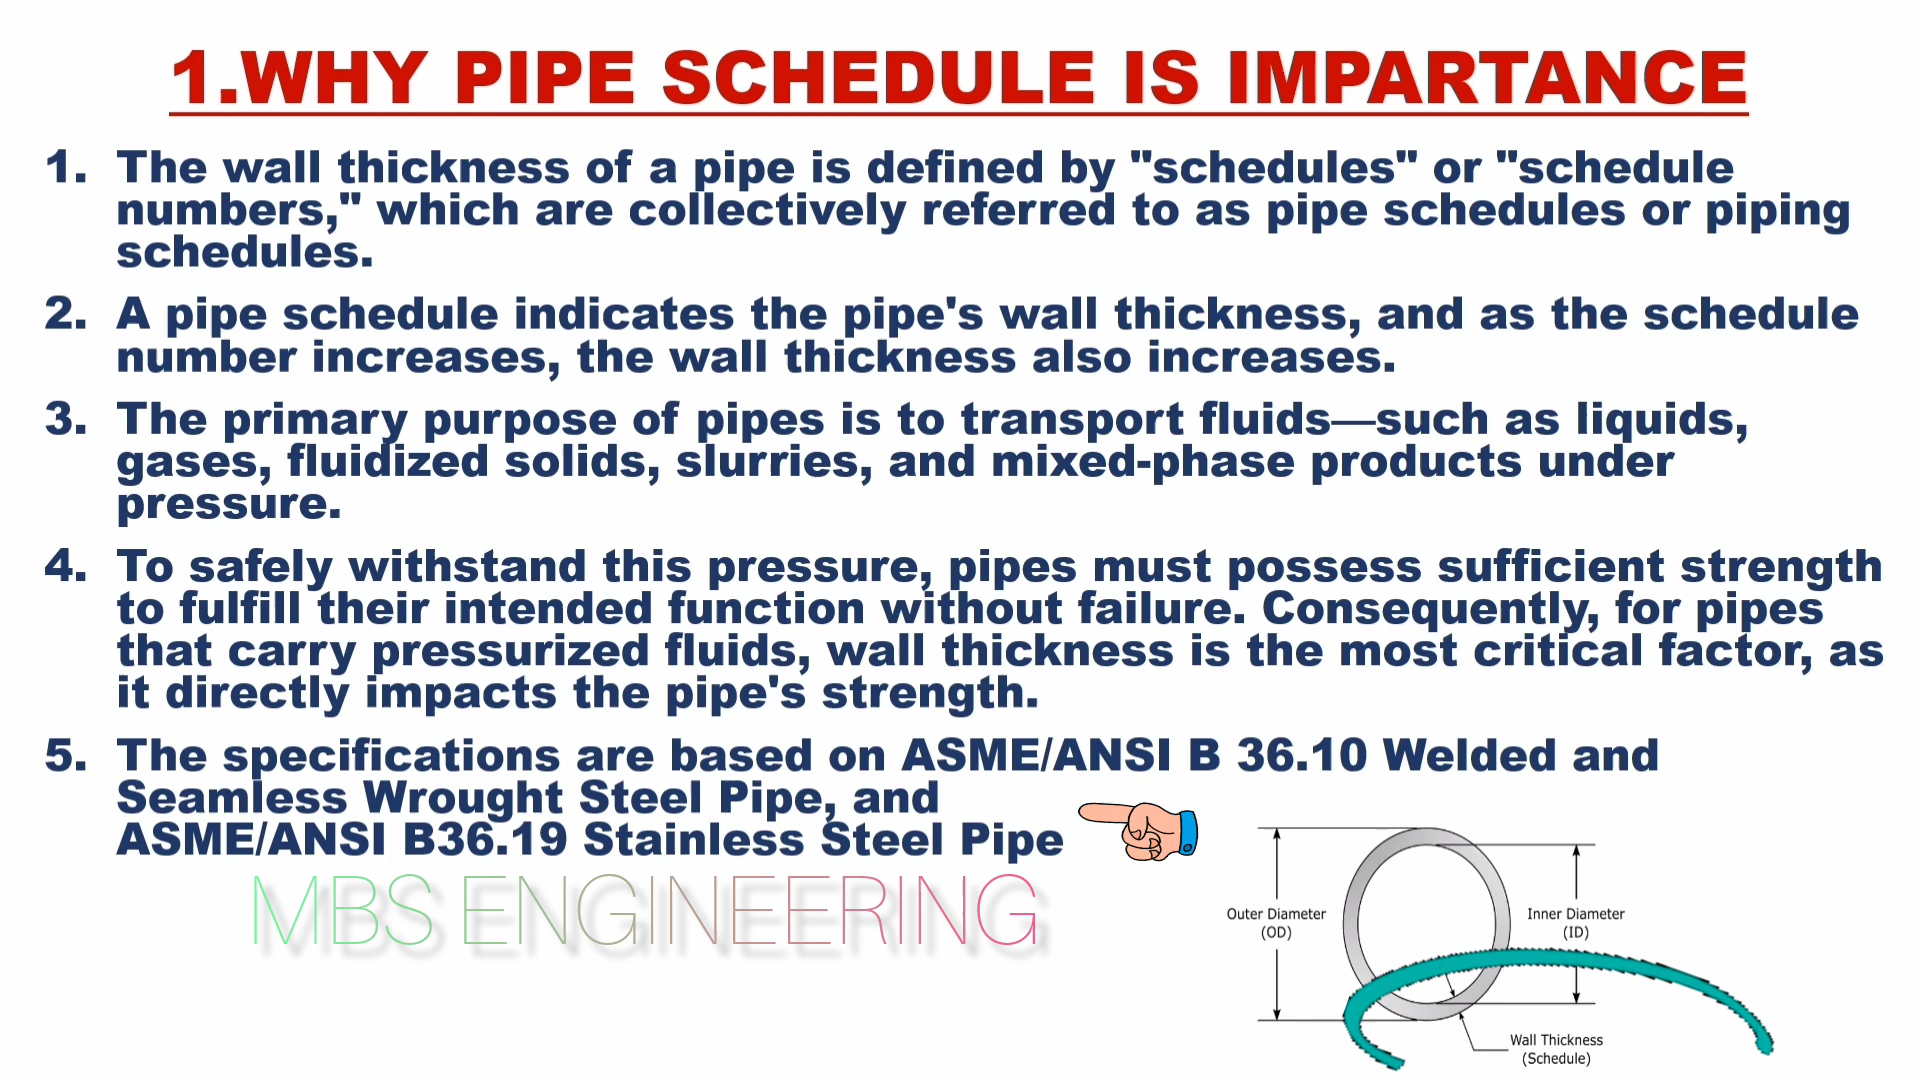 1.WHY PIPE SCHEDULE IS IMPARTANCE
1. The wall thickness of a pipe is defined by "schedules" or "schedule
numbers," which are collectively referred to as pipe schedules or piping
schedules.
2. A pipe schedule indicates the pipe's wall thickness, and as the schedule
number increases, the wall thickness also increases.
3. The primary purpose of pipes is to transport fluids—such as liquids,
gases, fluidized solids, slurries, and mixed-phase products under
pressure.
4. To safely withstand this pressure, pipes must possess sufficient strength
to fulfill their intended function without failure. Consequently, for pipes
that carry pressurized fluids, wall thickness is the most critical factor, as
it directly impacts the pipe's strength.
5. The specifications are based on ASME/ANSI B 36.10 Welded and
Seamless Wrought Steel Pipe, and
ASME/ANSI B36.19 Stainless Steel Pipe
MBS ENGINEERING
Outer Diameter
(OD)
Inner Diameter
(ID)
Wall Thickness
(Schedule)